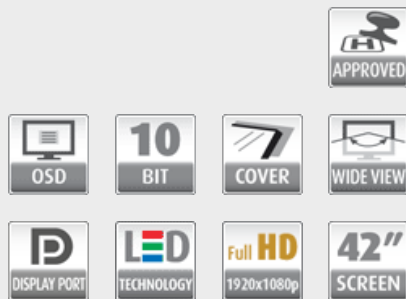 APPROVED
OSD
10
BIT
COVER
WIDE VIEW
DISPLAY PORT
LED
TECHNOLOGY
Full HD
1920x1080p
42”
SCREEN